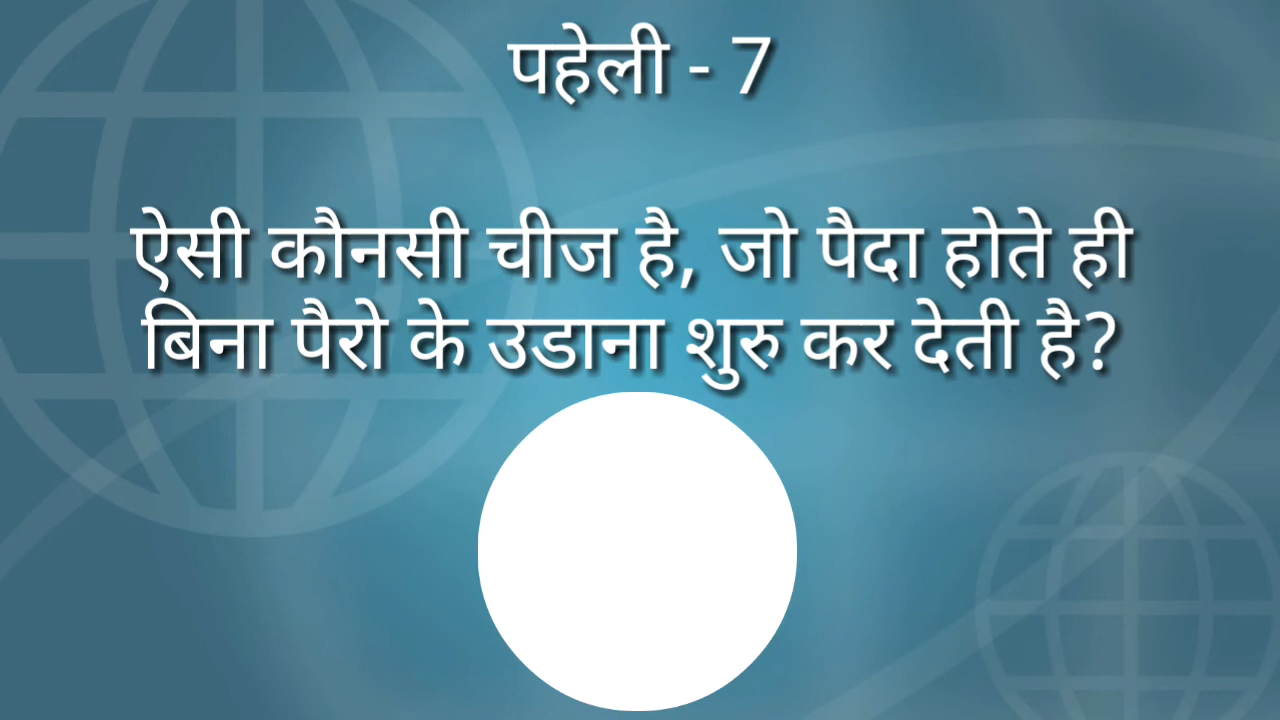 पहेली - 7
ऐसी कौनसी चीज है, जो पैदा होते ही
बिना पैरो के उडाना शुरु कर देती है?